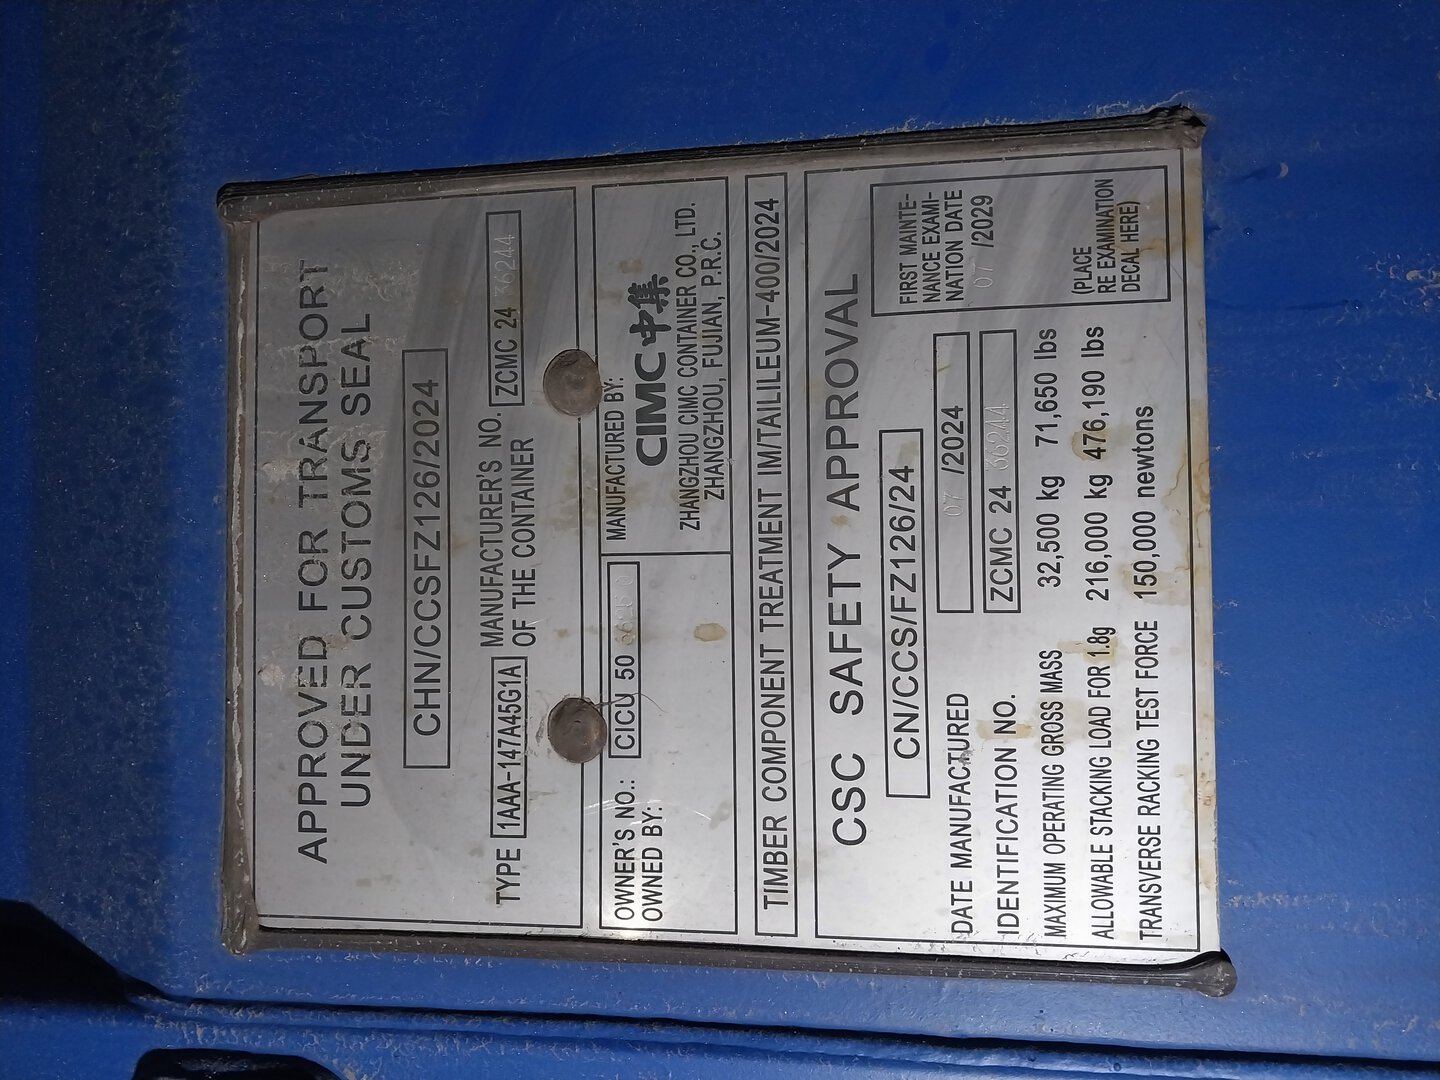 APPROVED FOR TRANSPORT
UNDER CUSTOMS SEAL
CHN/CCSFZ126/2024
TYPE 1AAA-147A45G1A MANUFACTURER'S NO. OF THE CONTAINER ZCMC 24 36244
OWNER'S NO.: CICU 50
OWNED BY:
MANUFACTURED BY:
CIMC 中集
ZHANGZHOU CIMC CONTAINER CO., LTD.
ZHANGZHOU, FUJIAN, P.R.C.
TIMBER COMPONENT TREATMENT IM/TAILILEUM-400/2024
CSC SAFETY APPROVAL
CN/CCS/FZ126/24
DATE MANUFACTURED 07 /2024
IDENTIFICATION NO. ZCMC 24 36244
MAXIMUM OPERATING GROSS MASS 32,500 kg 71,650 lbs
ALLOWABLE STACKING LOAD FOR 1.8g 216,000 kg 476,190 lbs
TRANSVERSE RACKING TEST FORCE 150,000 newtons
FIRST MAINTE-
NANCE EXAMI-
NATION DATE
07 /2029
(PLACE
RE EXAMINATION
DECAL HERE)